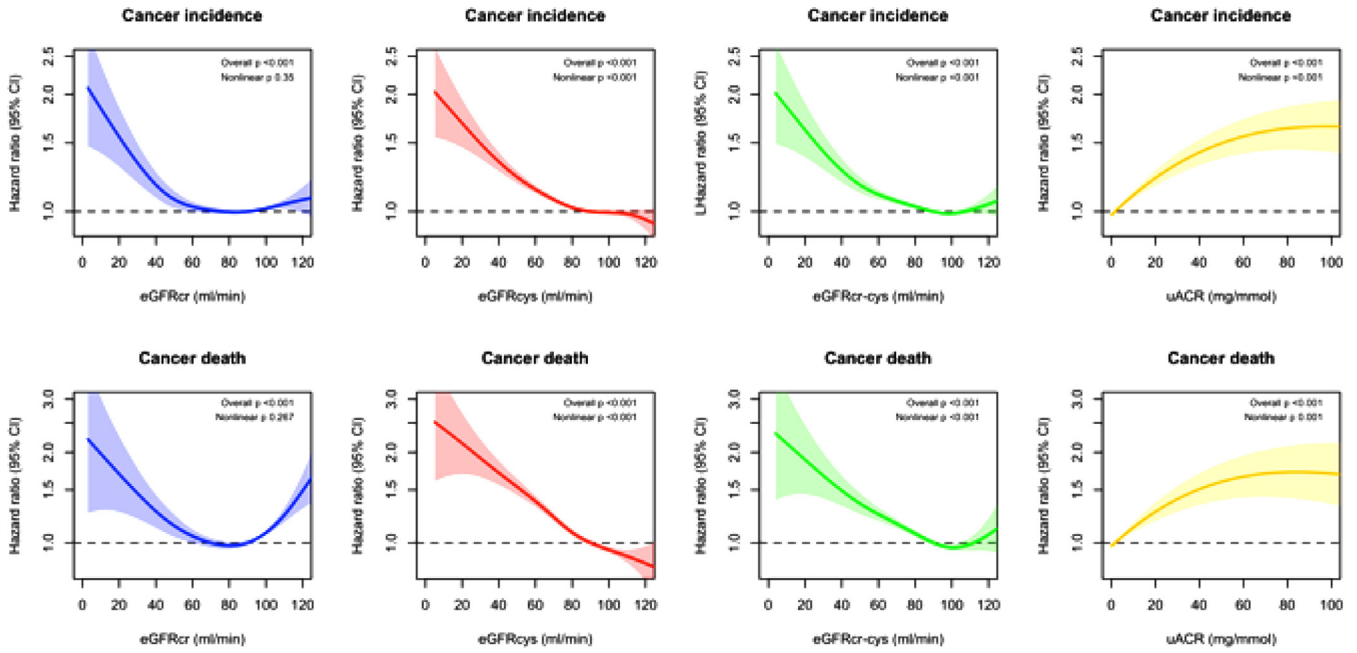 Cancer incidence
Hazard ratio (95% CI)
2.5
2.0
1.5
1.0
Overall p <0.001
Nonlinear p 0.35
0 20 40 60 80 100 120
eGFRcr (ml/min)
Cancer incidence
Hazard ratio (95% CI)
2.5
2.0
1.5
1.0
Overall p <0.001
Nonlinear p <0.001
0 20 40 60 80 100 120
eGFRcys (ml/min)
Cancer incidence
LHazard ratio (95% CI)
2.5
2.0
1.5
1.0
Overall p <0.001
Nonlinear p =0.001
0 20 40 60 80 100 120
eGFRcr-cys (ml/min)
Cancer incidence
Hazard ratio (95% CI)
2.5
2.0
1.5
1.0
Overall p <0.001
Nonlinear p =0.001
0 20 40 60 80 100
uACR (mg/mmol)
Cancer death
Hazard ratio (95% CI)
3.0
2.0
1.5
1.0
Overall p <0.001
Nonlinear p 0.267
0 20 40 60 80 100 120
eGFRcr (ml/min)
Cancer death
Hazard ratio (95% CI)
3.0
2.0
1.5
1.0
Overall p <0.001
Nonlinear p <0.001
0 20 40 60 80 100 120
eGFRcys (ml/min)
Cancer death
Hazard ratio (95% CI)
3.0
2.0
1.5
1.0
Overall p <0.001
Nonlinear p <0.001
0 20 40 60 80 100 120
eGFRcr-cys (ml/min)
Cancer death
Hazard ratio (95% CI)
3.0
2.0
1.5
1.0
Overall p <0.001
Nonlinear p 0.001
0 20 40 60 80 100
uACR (mg/mmol)